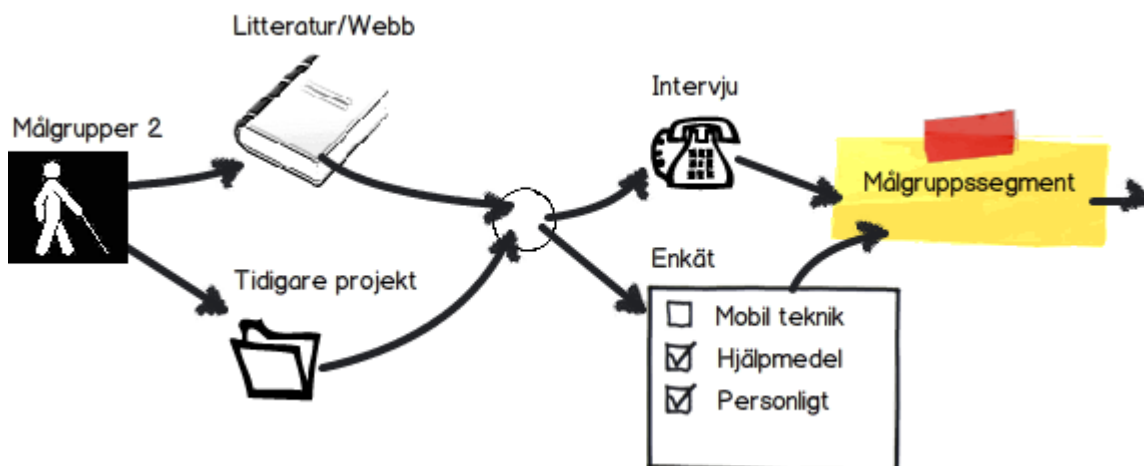 Litteratur/Webb
Målgrupper 2
Intervju
Målgruppssegment
Tidigare projekt
Enkät
Mobil teknik
Hjälpmedel
Personligt